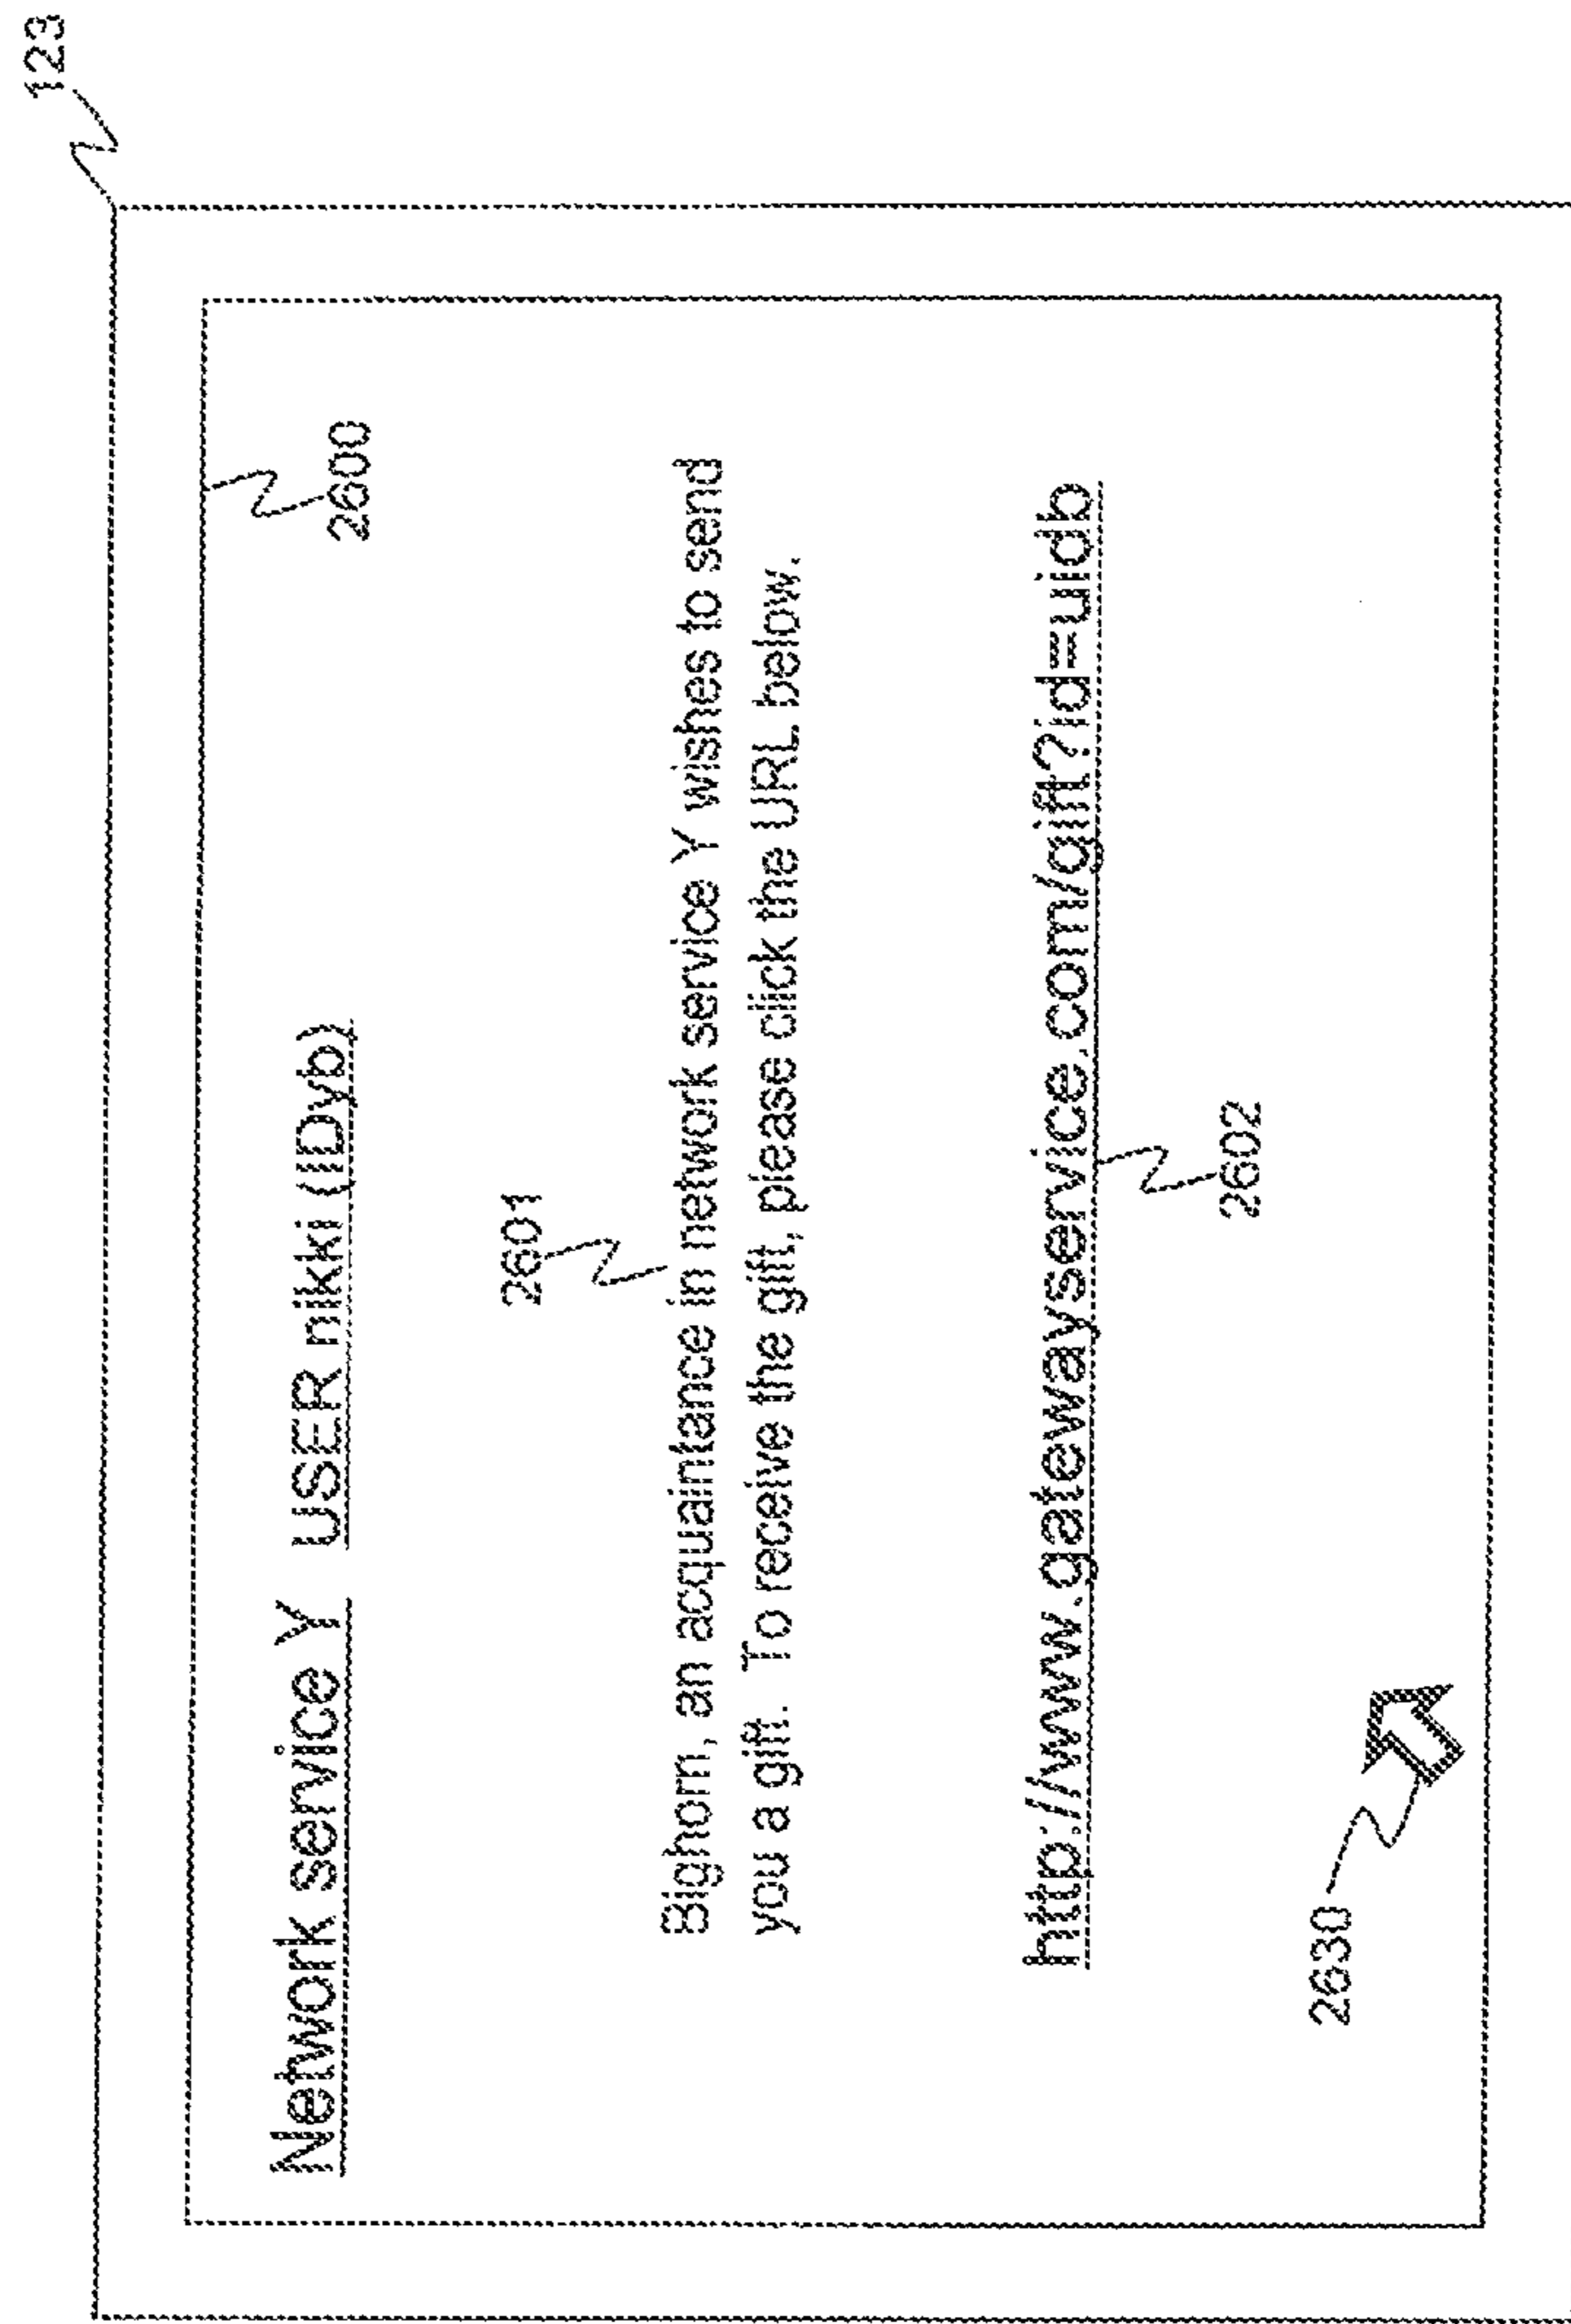 123
2600
Network service Y USER nikki (IDyb)
2601
Bighorn, an acquaintance in network service Y wishes to send
you a gift. To receive the gift, please click the URL below.
http://www.gatewayservice.com/gift?id=uidb
2602
2630